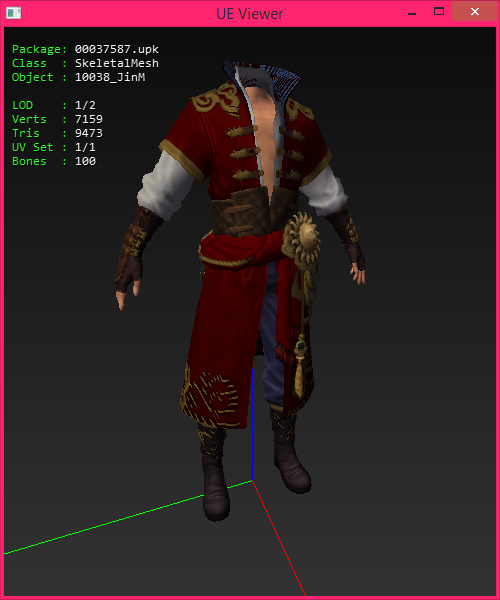 UE Viewer
Package: 00037587.upk
Class  : SkeletalMesh
Object : 10038_JinM
LOD    : 1/2
Verts  : 7159
Tris   : 9473
UV Set : 1/1
Bones  : 100